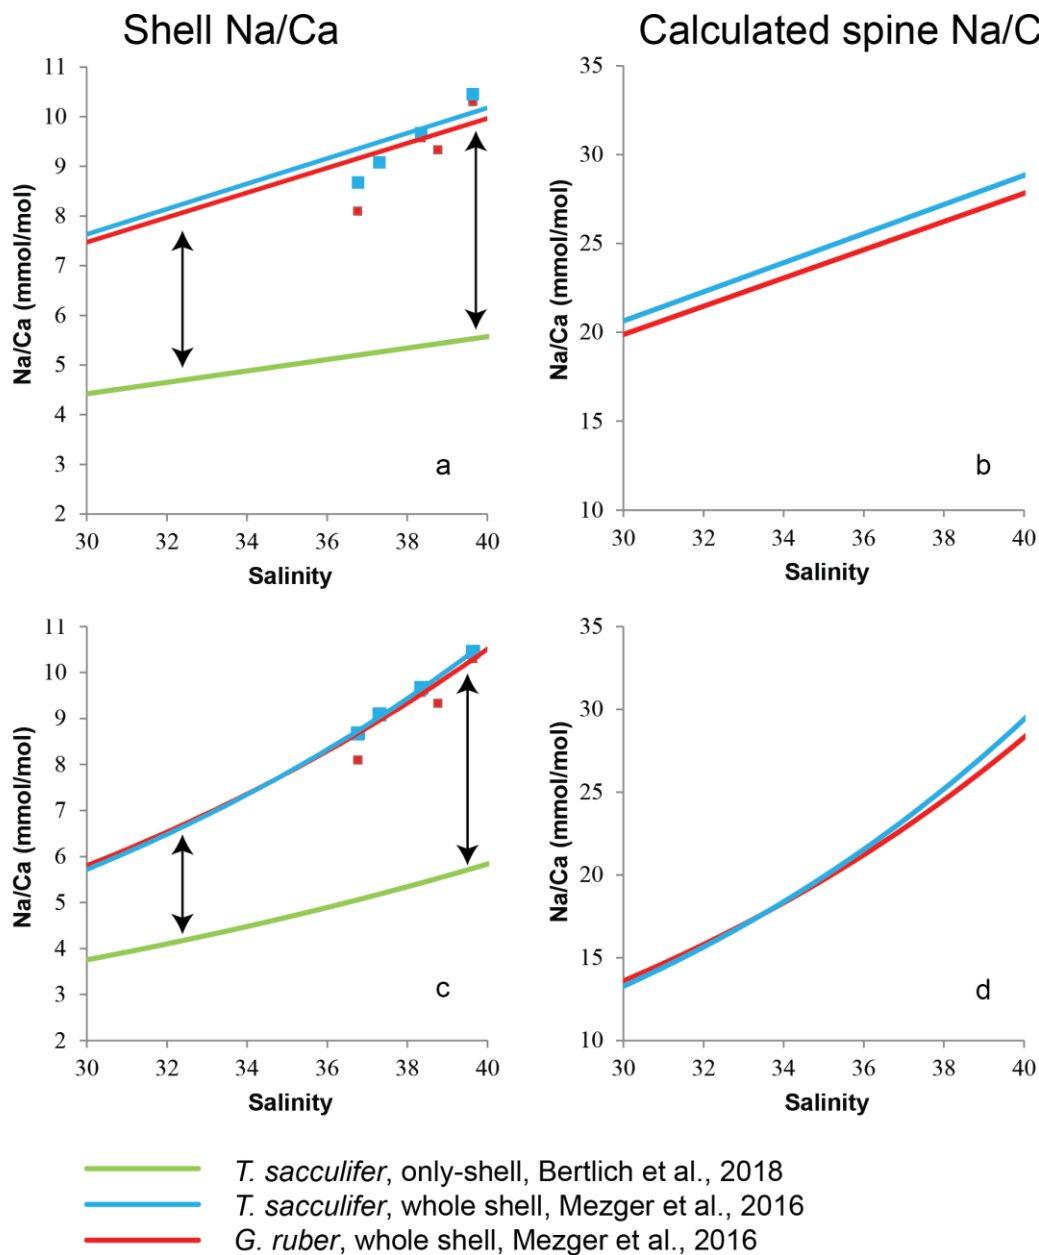 Shell Na/Ca
Calculated spine Na/C
11
10
9
8
7
6
5
4
3
2
Na/Ca (mmol/mol)
30 32 34 36 38 40
Salinity
a
35
30
25
20
15
10
Na/Ca (mmol/mol)
30 32 34 36 38 40
Salinity
b
11
10
9
8
7
6
5
4
3
2
Na/Ca (mmol/mol)
30 32 34 36 38 40
Salinity
c
35
30
25
20
15
10
Na/Ca (mmol/mol)
30 32 34 36 38 40
Salinity
d
T. sacculifer, only-shell, Bertlich et al., 2018
T. sacculifer, whole shell, Mezger et al., 2016
G. ruber, whole shell, Mezger et al., 2016